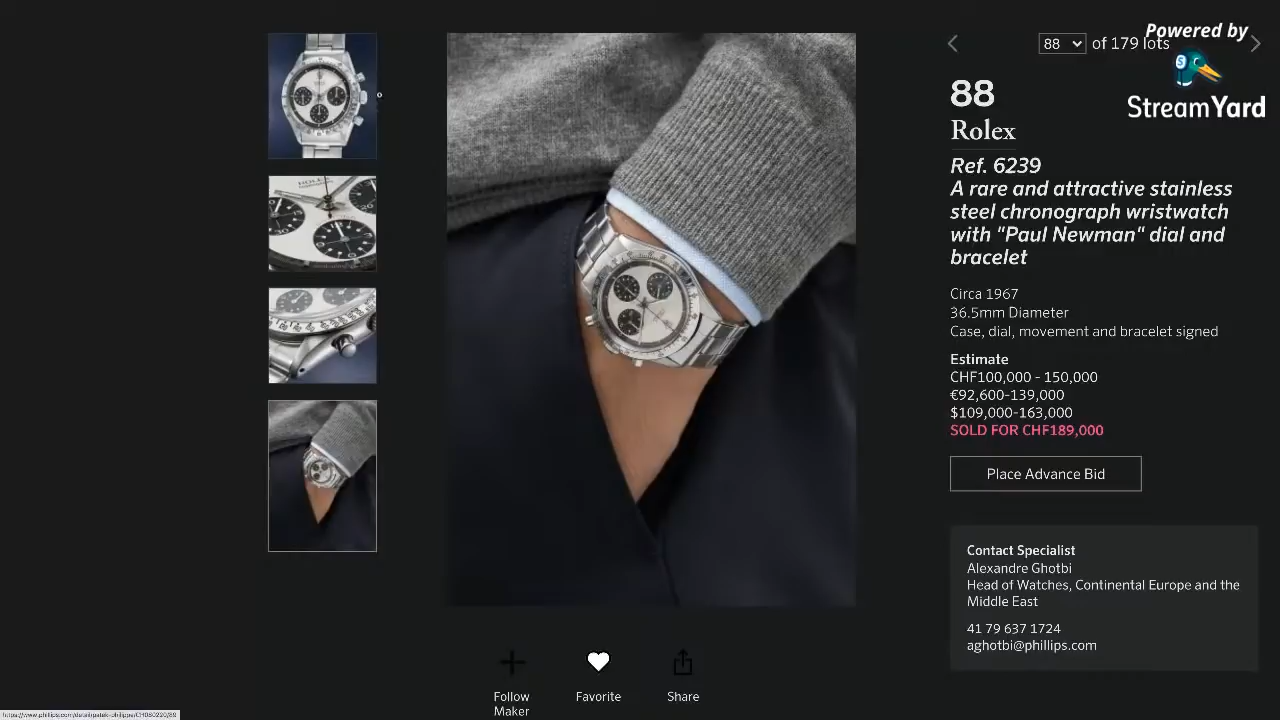 88 of 179 lots
Powered by
StreamYard
88
Rolex
Ref. 6239
A rare and attractive stainless
steel chronograph wristwatch
with "Paul Newman" dial and
bracelet
Circa 1967
36.5mm Diameter
Case, dial, movement and bracelet signed
Estimate
CHF100,000 - 150,000
€92,600-139,000
$109,000-163,000
SOLD FOR CHF189,000
Place Advance Bid
Contact Specialist
Alexandre Ghotbi
Head of Watches, Continental Europe and the
Middle East
41 79 637 1724
aghotbi@phillips.com
Follow
Maker
Favorite
Share